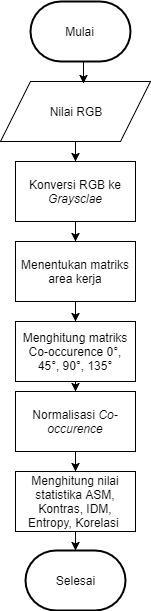 Mulai
Nilai RGB
Konversi RGB ke
Graysclae
Menentukan matriks
area kerja
Menghitung matriks
Co-occurence 0°,
45°, 90°, 135°
Normalisasi Co-
occurence
Menghitung nilai
statistika ASM,
Kontras, IDM,
Entropy, Korelasi
Selesai